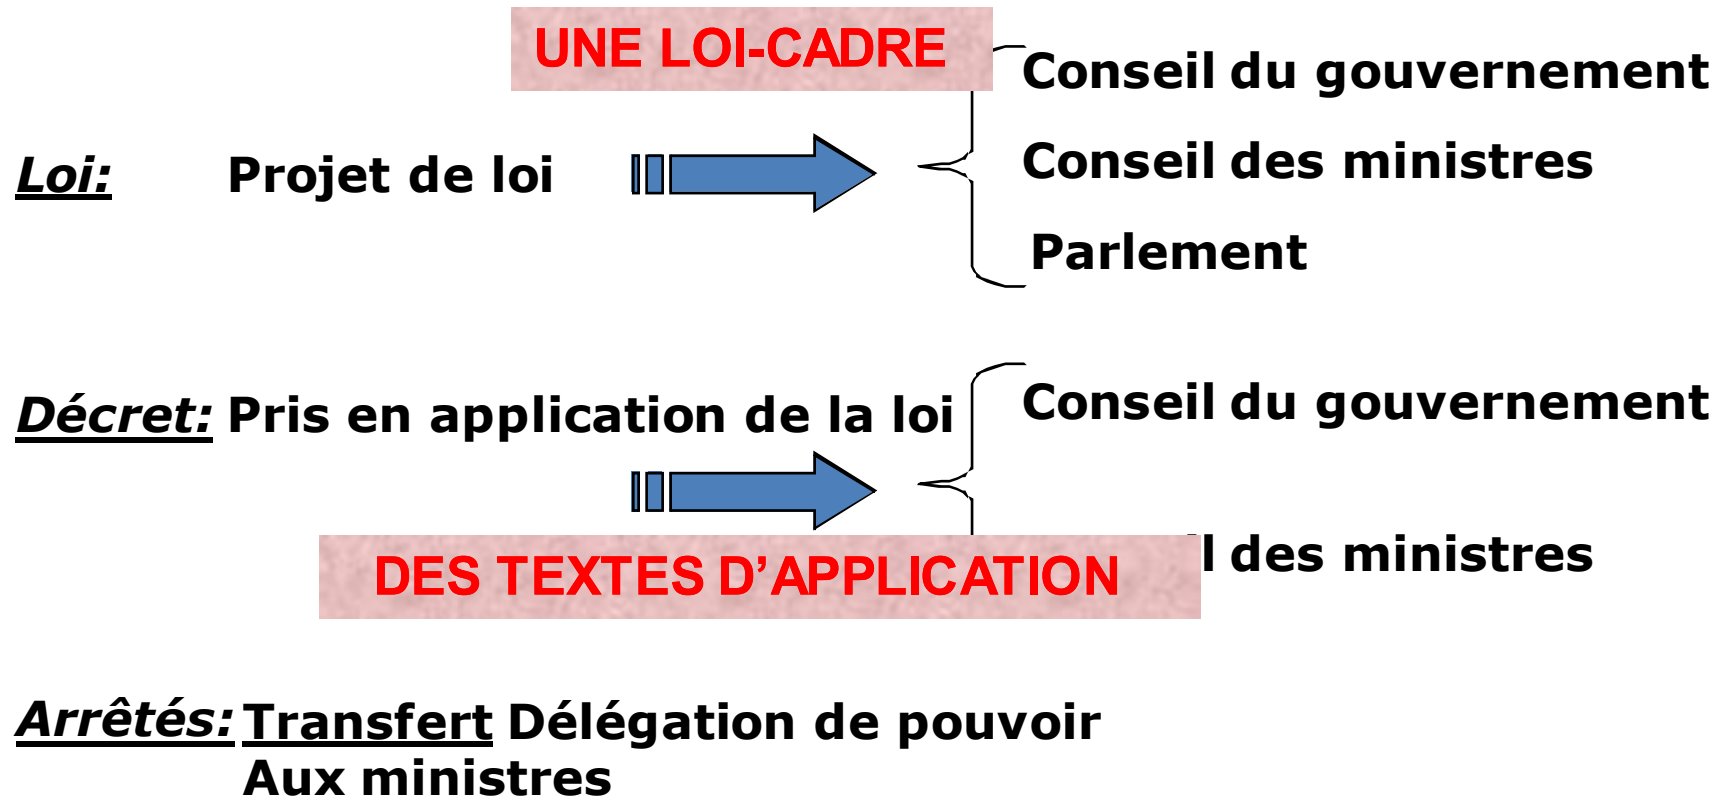 UNE LOI-CADRE
Conseil du gouvernement
Conseil des ministres
Loi: Projet de loi
Parlement
Décret: Pris en application de la loi
Conseil du gouvernement
des ministres
DES TEXTES D’APPLICATION
Arrêtés: Transfert Délégation de pouvoir
Aux ministres